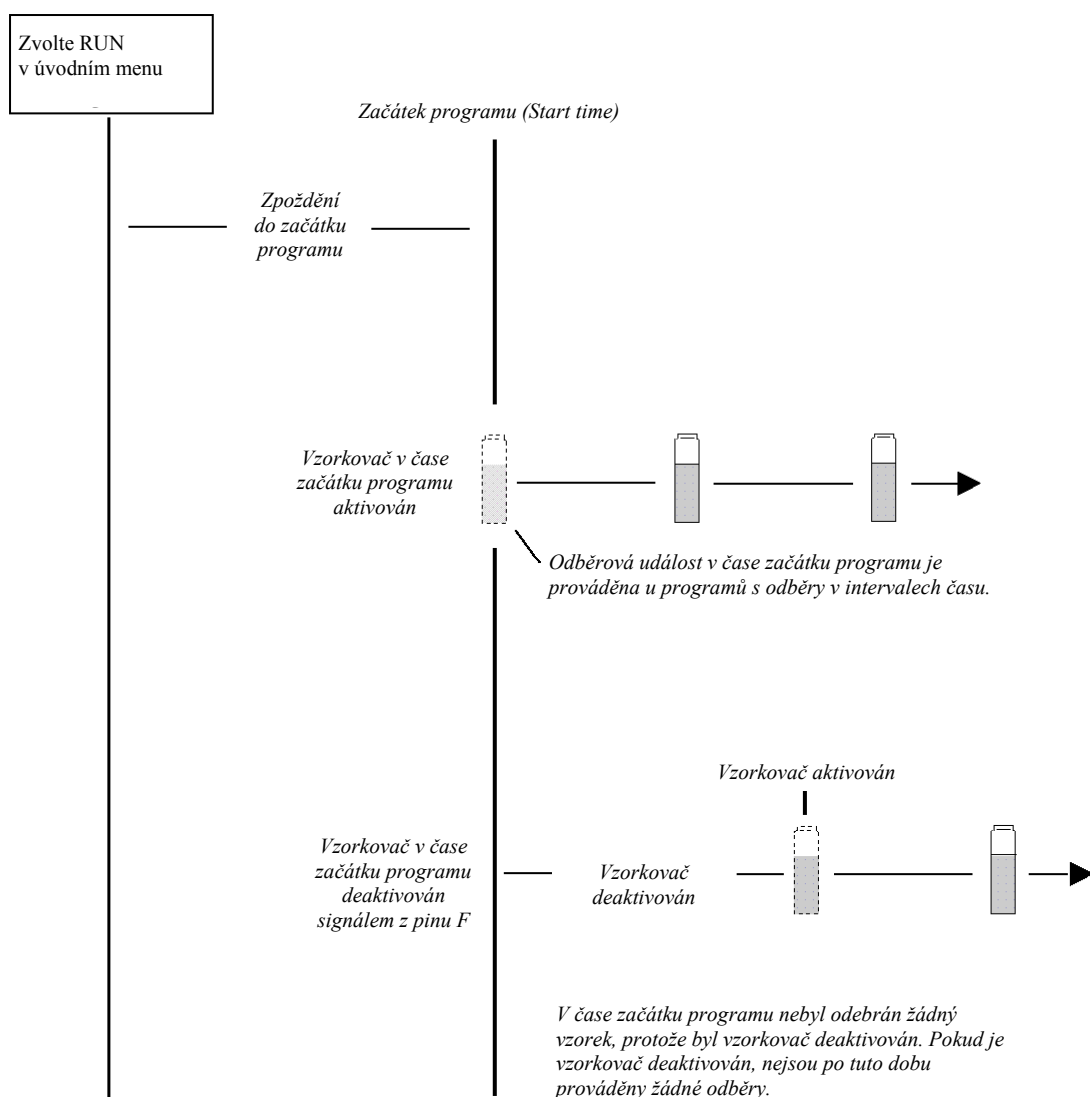 Zvolte RUN
v úvodním menu
Začátek programu (Start time)
Zpoždění
do začátku
programu
Vzorkovač v čase
začátku programu
aktivován
Odběrová událost v čase začátku programu je
prováděna u programů s odběry v intervalech času.
Vzorkovač aktivován
Vzorkovač v čase
začátku programu
deaktivován
signálem z pinu F
Vzorkovač
deaktivován
V čase začátku programu nebyl odebrán žádný
vzorek, protože byl vzorkovač deaktivován. Pokud je
vzorkovač deaktivován, nejsou po tuto dobu
prováděny žádné odběry.